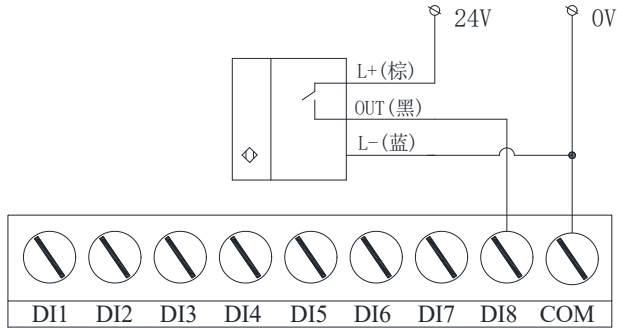 24V
0V
L+(棕)
OUT(黑)
L-(蓝)
DI1 DI2 DI3 DI4 DI5 DI6 DI7 DI8 COM